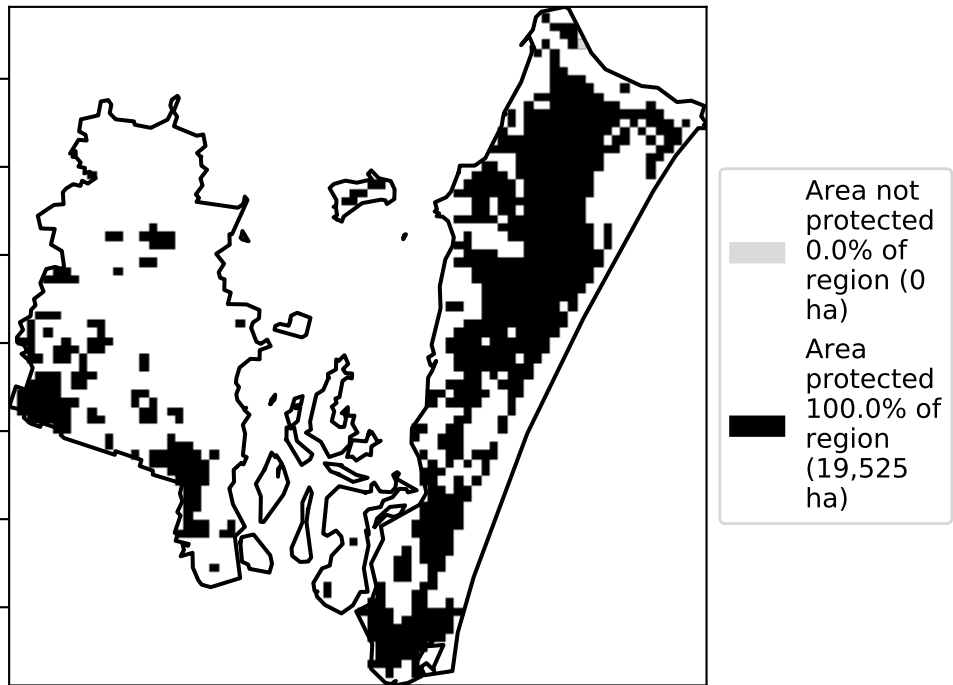 Area not
protected
0.0% of
region (0
ha)
Area
protected
100.0% of
region
(19,525
ha)